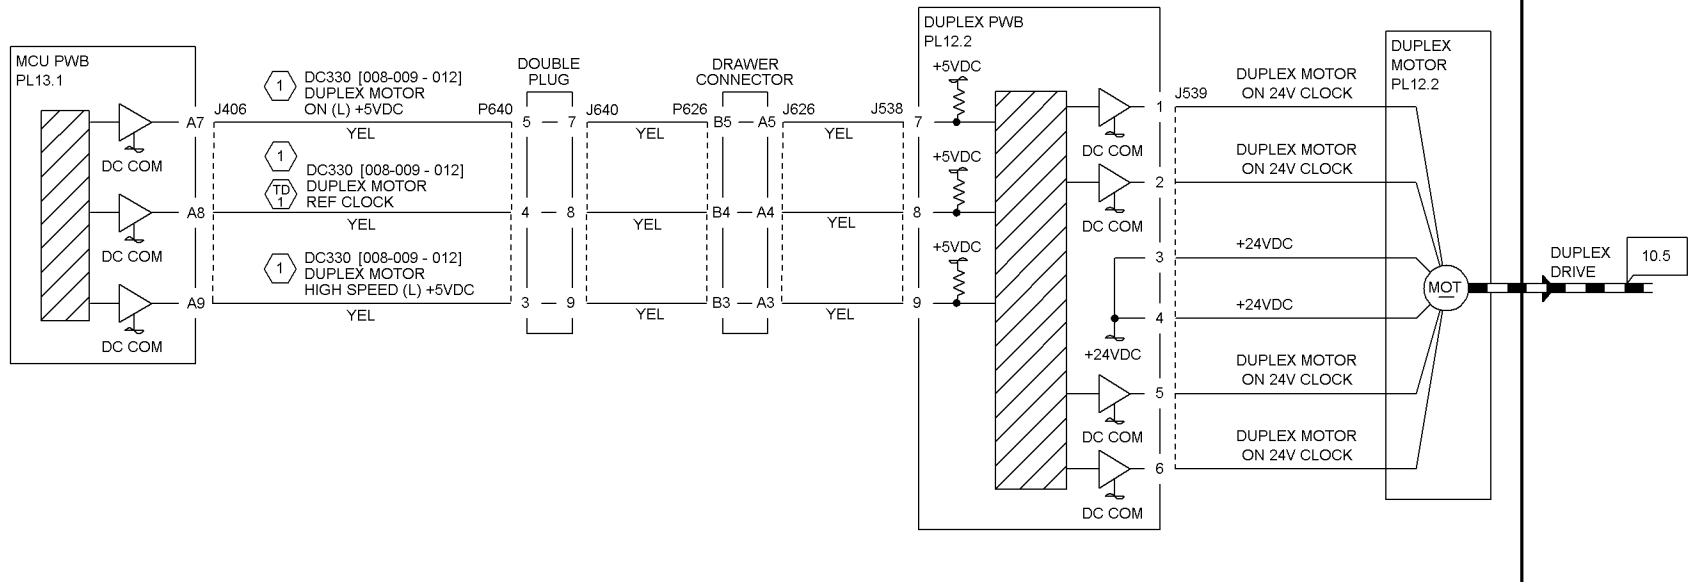 MCU PWB
PL13.1
1
DC330 [008-009 - 012]
DUPLEX MOTOR
ON (L) +5VDC
A7
J406
YEL
DC COM
1
TD
1
DC330 [008-009 - 012]
DUPLEX MOTOR
REF CLOCK
A8
YEL
DC COM
1
DC330 [008-009 - 012]
DUPLEX MOTOR
HIGH SPEED (L) +5VDC
A9
YEL
DC COM
DOUBLE
PLUG
P640
J640
5
7
4
8
3
9
YEL
YEL
YEL
DRAWER
CONNECTOR
P626
J626
B5
A5
B4
A4
B3
A3
YEL
YEL
YEL
J538
7
8
9
DUPLEX PWB
PL12.2
+5VDC
+5VDC
+5VDC
DC COM
DC COM
+24VDC
DC COM
DC COM
1
2
3
4
5
6
J539
DUPLEX MOTOR
ON 24V CLOCK
DUPLEX MOTOR
ON 24V CLOCK
+24VDC
+24VDC
DUPLEX MOTOR
ON 24V CLOCK
DUPLEX MOTOR
ON 24V CLOCK
DUPLEX
MOTOR
PL12.2
MOT
DUPLEX
DRIVE
10.5